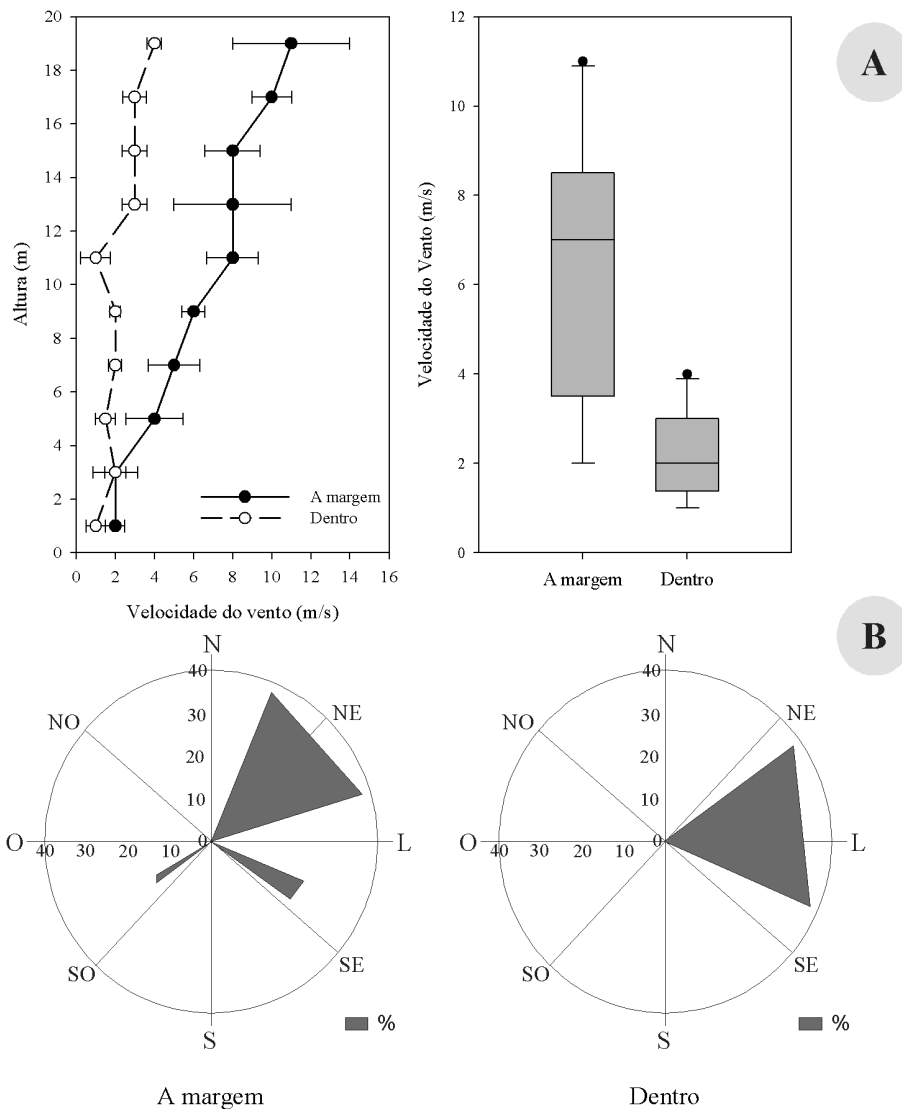 A
20
18
16
14
12
10
8
6
4
2
0
Altura (m)
A margem
Dentro
0 2 4 6 8 10 12 14 16
Velocidade do vento (m/s)
12
10
8
6
4
2
0
Velocidade do Vento (m/s)
A margem Dentro
B
N
40
30
20
10
0
NO
NE
O
40 30 20 10
L
SO
SE
S
%
A margem
N
40
30
20
10
0
NO
NE
O
40 30 20 10
L
SO
SE
S
%
Dentro